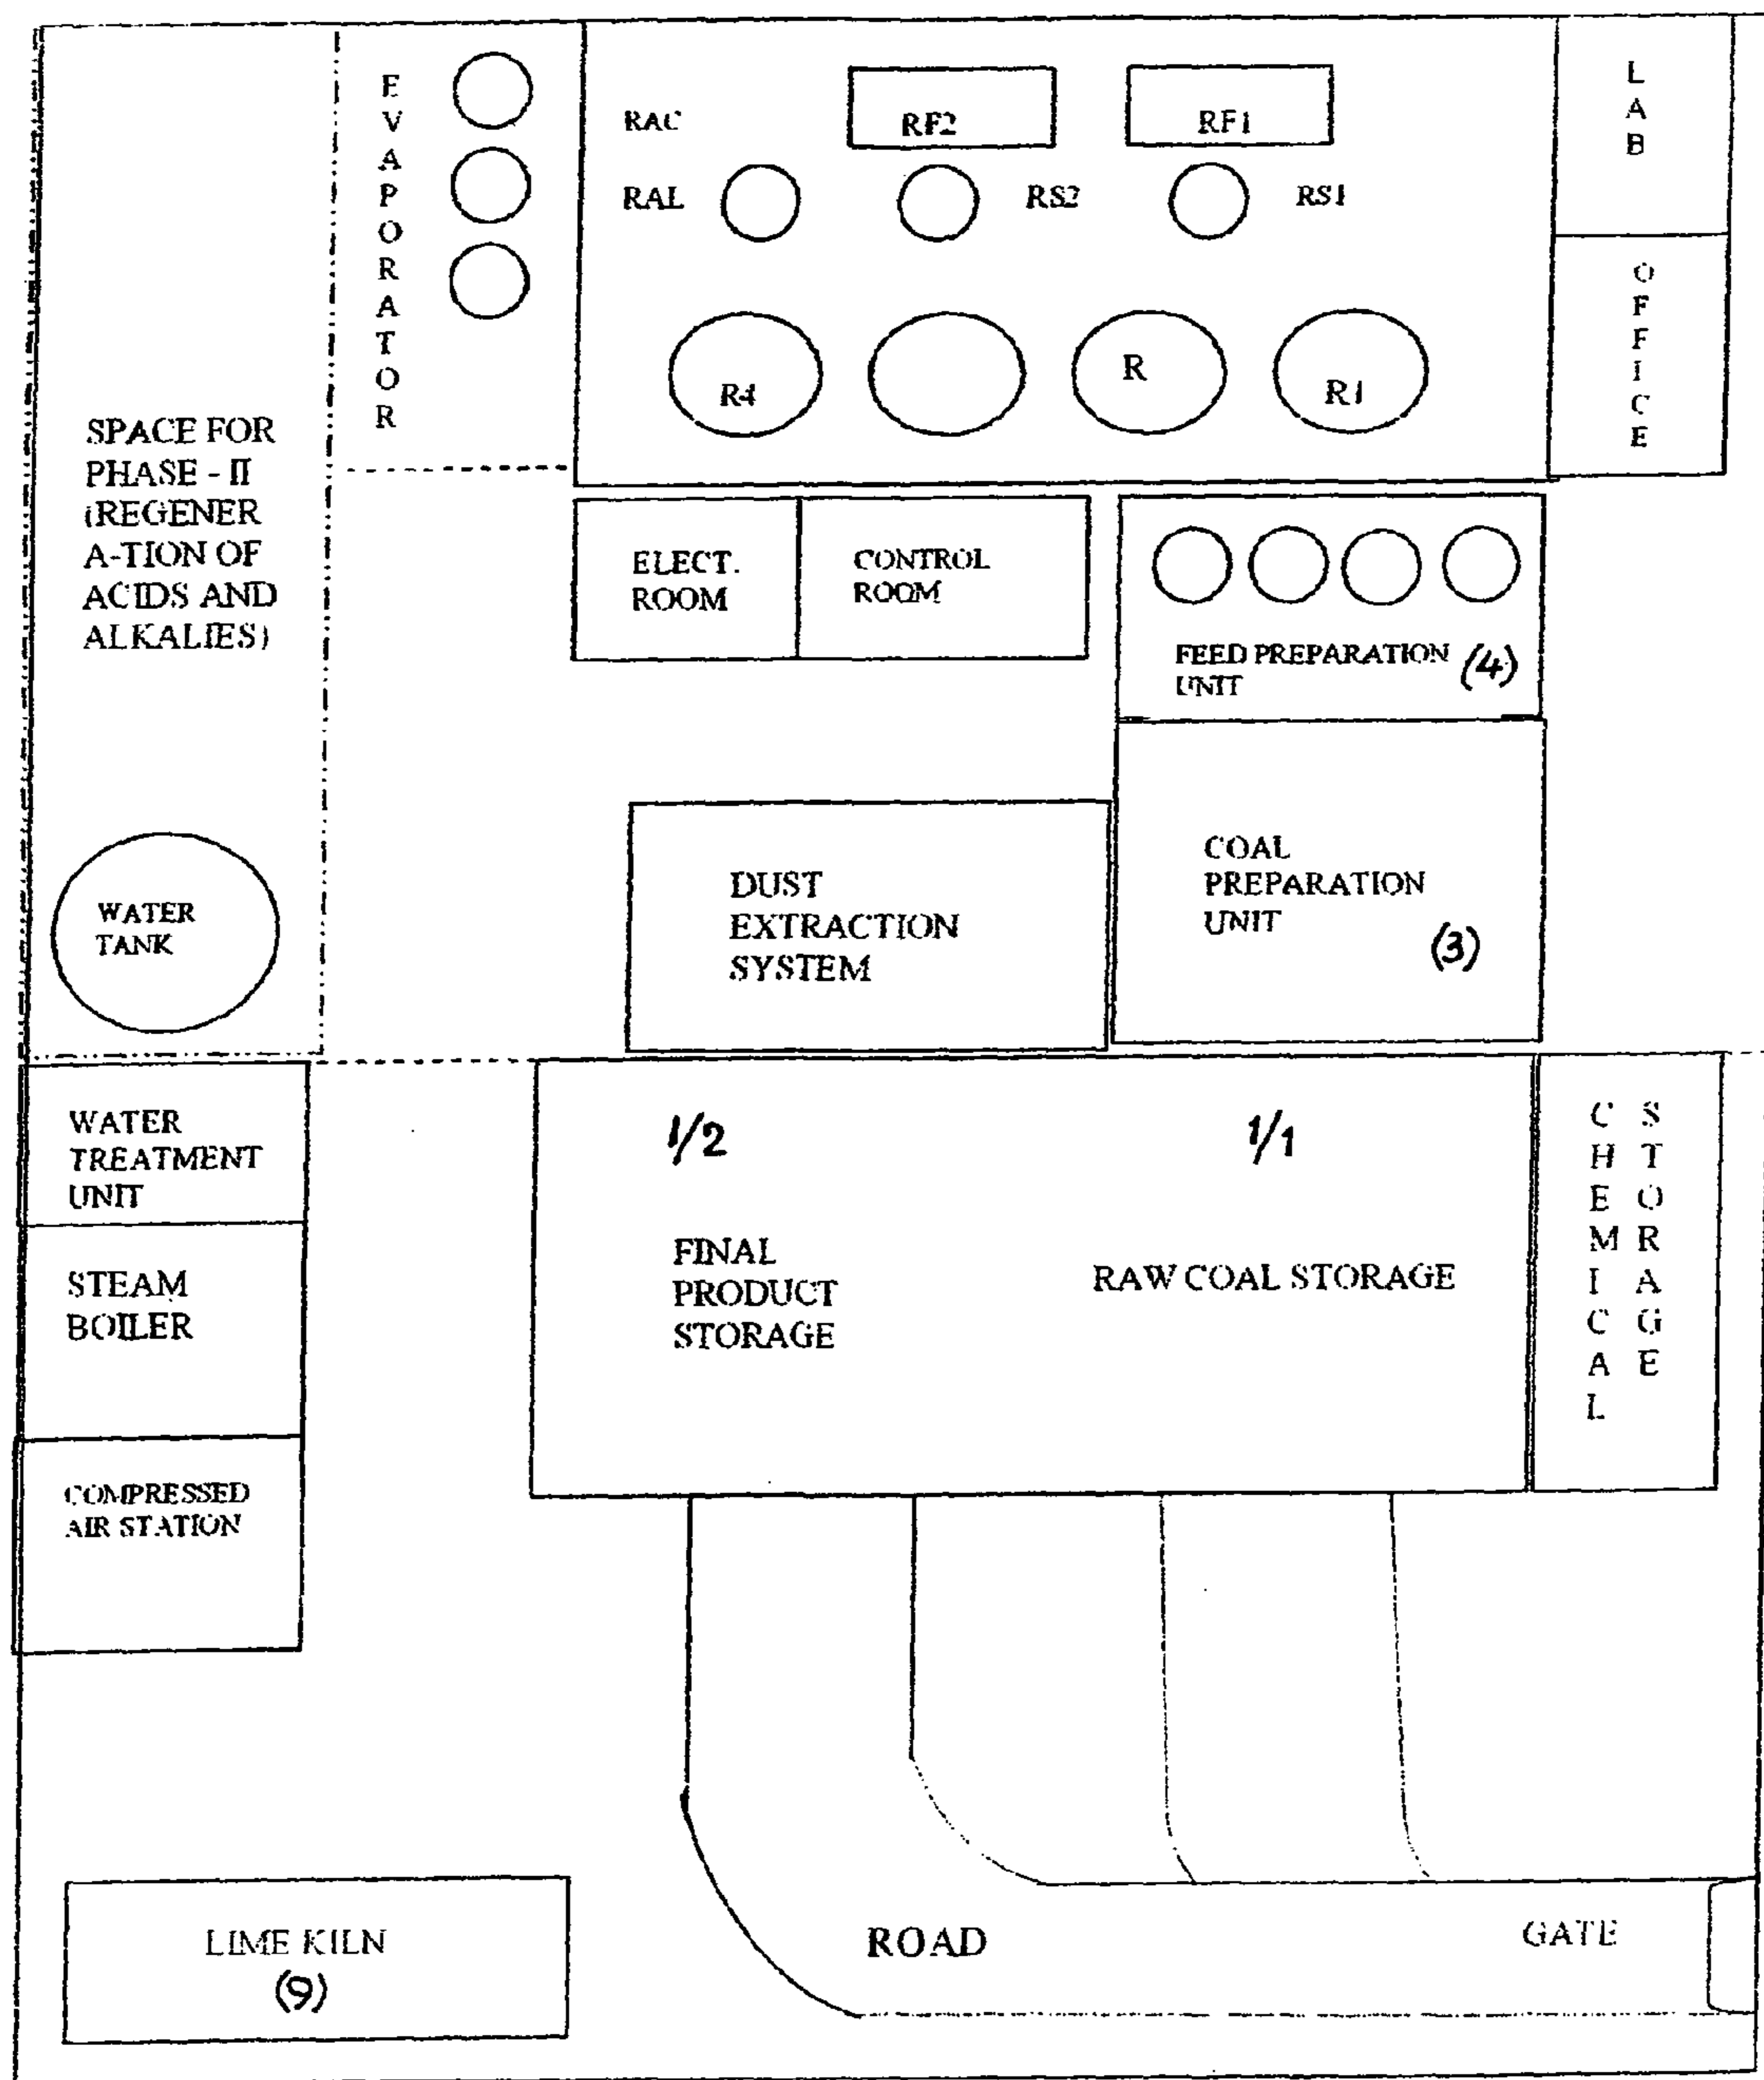 EVAPORATOR
RAC
RF2
RF1
RAL
RS2
RS1
R4
R
R1
LAB
OFFICE
SPACE FOR
PHASE - II
(REGENER
A-TION OF
ACIDS AND
ALKALIES)
ELECT.
ROOM
CONTROL
ROOM
FEED PREPARATION
UNIT
(4)
WATER
TANK
DUST
EXTRACTION
SYSTEM
COAL
PREPARATION
UNIT
(3)
WATER
TREATMENT
UNIT
STEAM
BOILER
COMPRESSED
AIR STATION
1/2
FINAL
PRODUCT
STORAGE
1/1
RAW COAL STORAGE
CHEMICAL
STORAGE
LIME KILN
(9)
ROAD
GATE